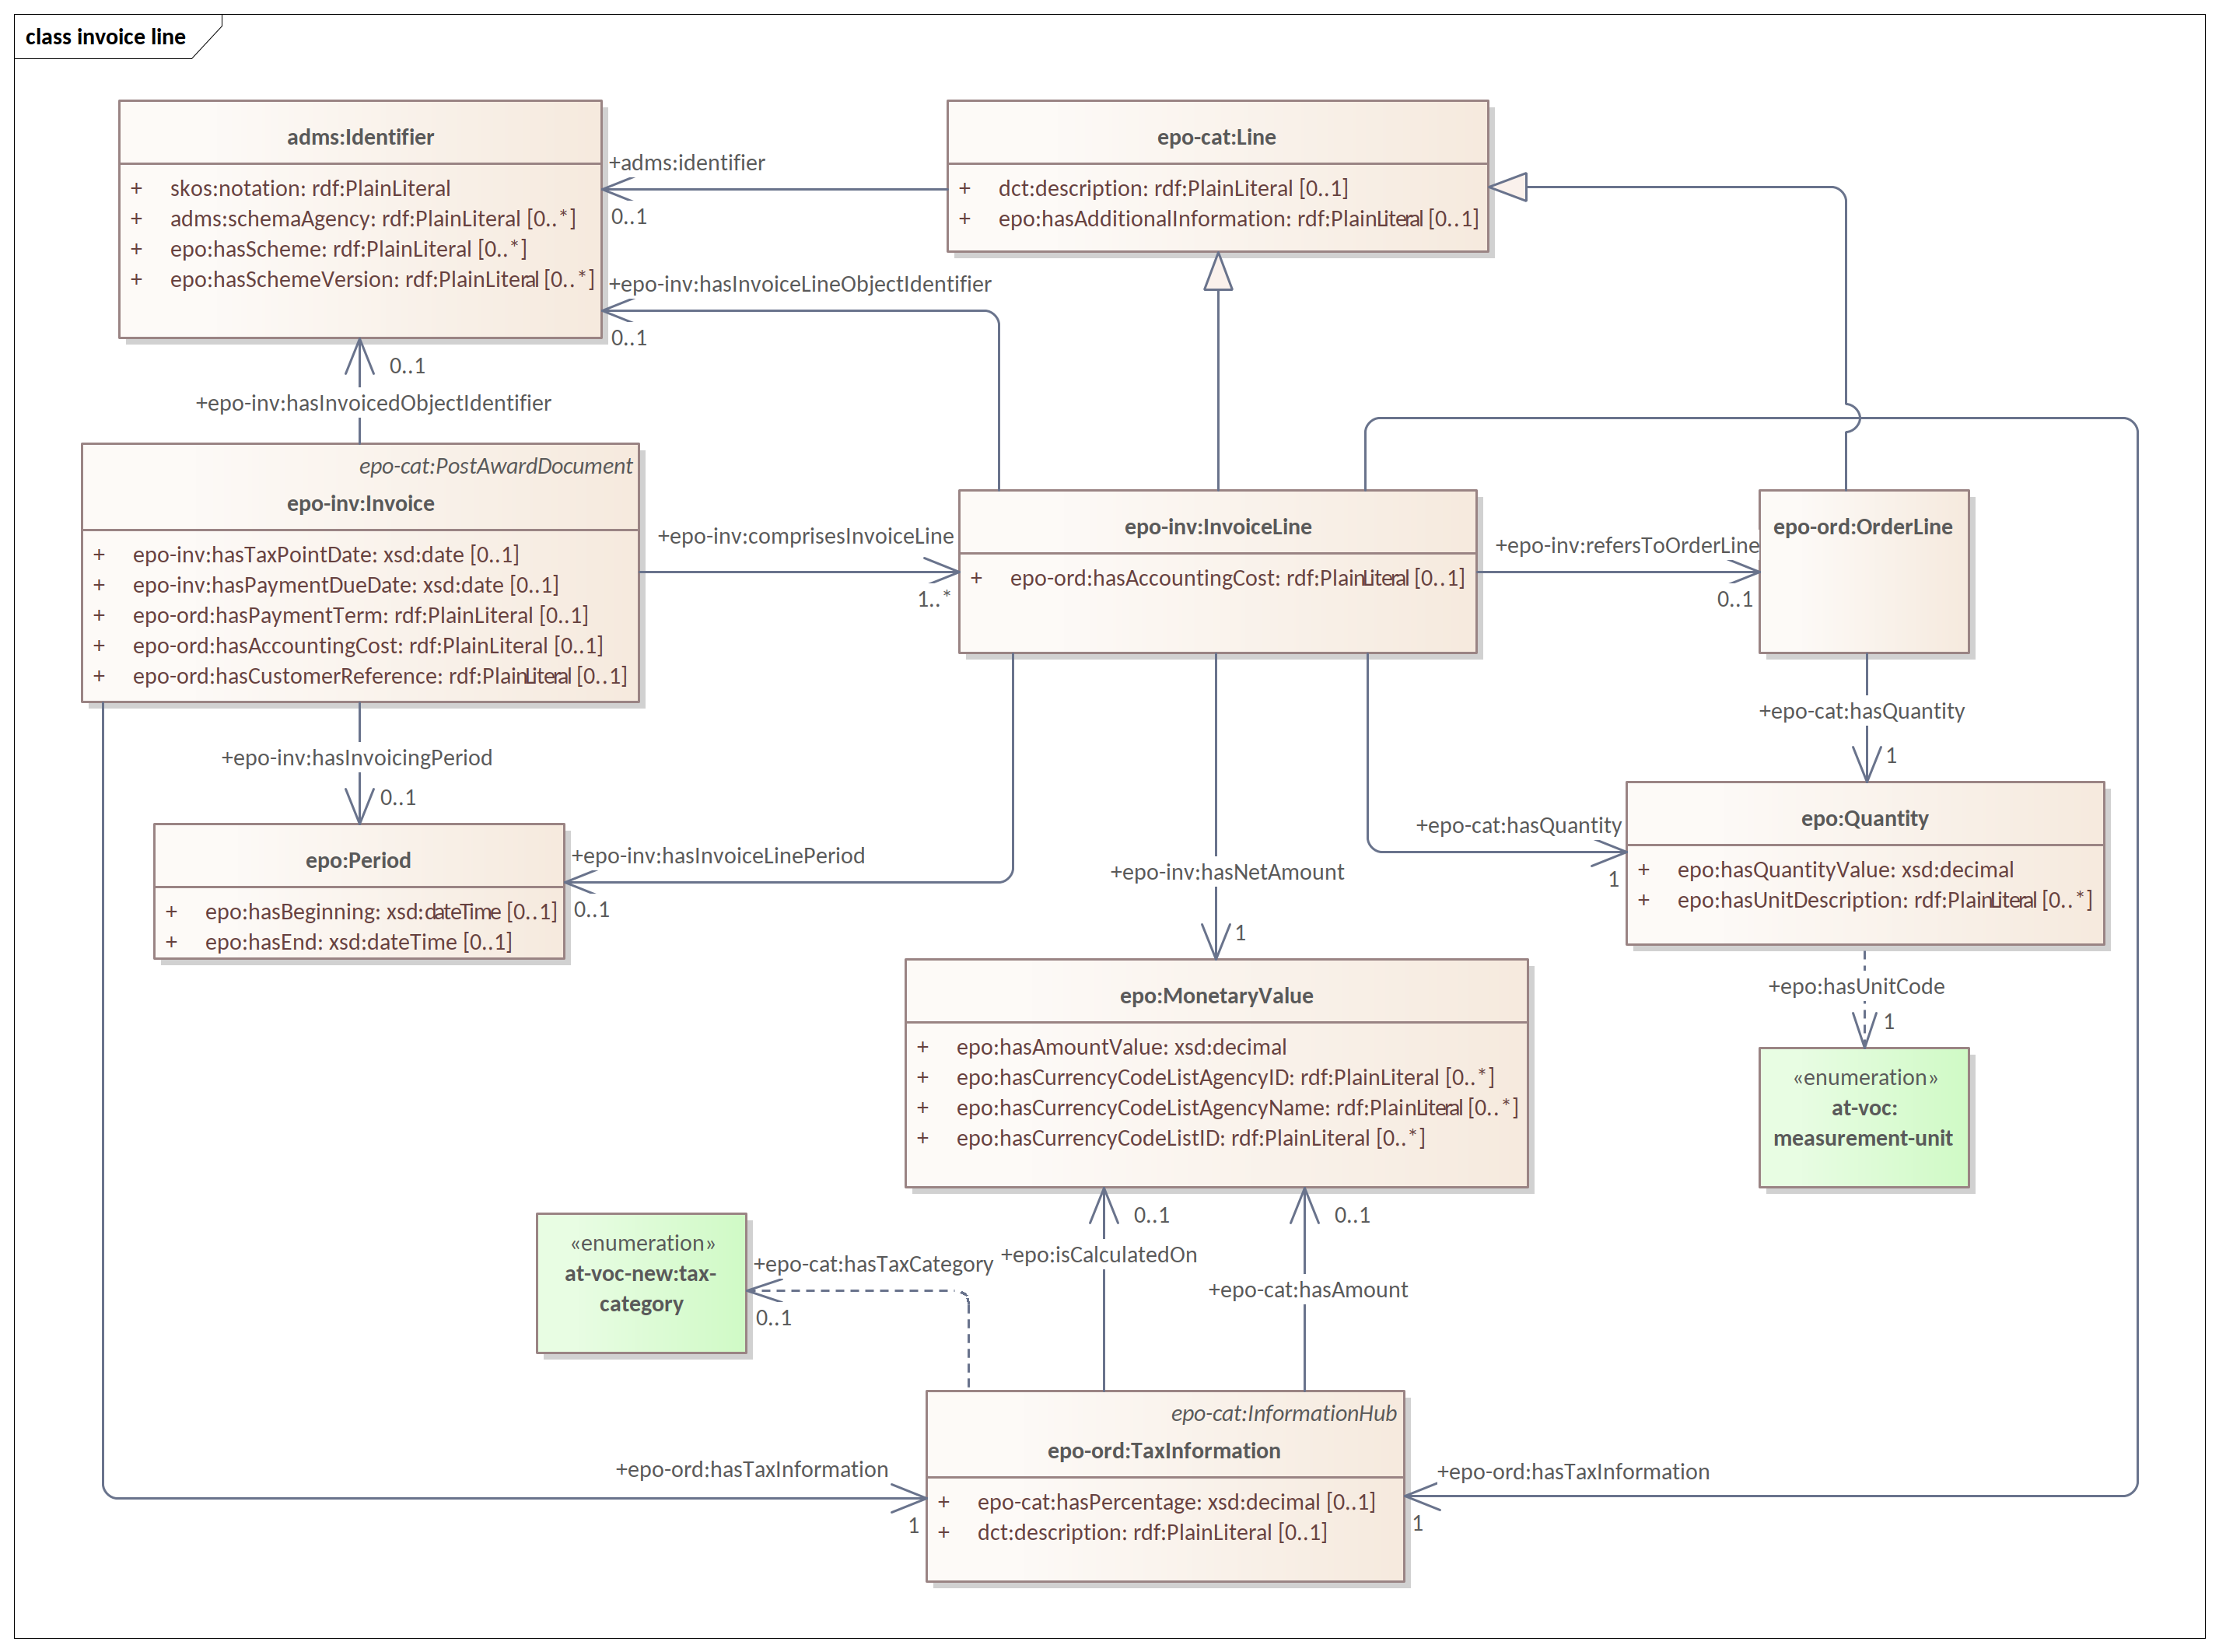 class invoice line
adms:Identifier
+ skos:notation: rdf:PlainLiteral
+ adms:schemaAgency: rdf:PlainLiteral [0..*]
+ epo:hasScheme: rdf:PlainLiteral [0..*]
+ epo:hasSchemeVersion: rdf:PlainLiteral [0..*]
+adms:identifier
0..1
epo-cat:Line
+ dct:description: rdf:PlainLiteral [0..1]
+ epo:hasAdditionalInformation: rdf:PlainLiteral [0..1]
+epo-inv:hasInvoiceLineObjectIdentifier
0..1
0..1
+epo-inv:hasInvoicedObjectIdentifier
epo-cat:PostAwardDocument
epo-inv:Invoice
+ epo-inv:hasTaxPointDate: xsd:date [0..1]
+ epo-inv:hasPaymentDueDate: xsd:date [0..1]
+ epo-ord:hasPaymentTerm: rdf:PlainLiteral [0..1]
+ epo-ord:hasAccountingCost: rdf:PlainLiteral [0..1]
+ epo-ord:hasCustomerReference: rdf:PlainLiteral [0..1]
+epo-inv:comprisesInvoiceLine
1..*
epo-inv:InvoiceLine
+ epo-ord:hasAccountingCost: rdf:PlainLiteral [0..1]
+epo-inv:refersToOrderLine
0..1
epo-ord:OrderLine
+epo-cat:hasQuantity
1
+epo-inv:hasInvoicingPeriod
0..1
epo:Period
+ epo:hasBeginning: xsd:dateTime [0..1]
+ epo:hasEnd: xsd:dateTime [0..1]
+epo-inv:hasInvoiceLinePeriod
0..1
+epo-inv:hasNetAmount
1
+epo-cat:hasQuantity
1
epo:Quantity
+ epo:hasQuantityValue: xsd:decimal
+ epo:hasUnitDescription: rdf:PlainLiteral [0..*]
+epo:hasUnitCode
1
«enumeration»
at-voc:
measurement-unit
epo:MonetaryValue
+ epo:hasAmountValue: xsd:decimal
+ epo:hasCurrencyCodeListAgencyID: rdf:PlainLiteral [0..*]
+ epo:hasCurrencyCodeListAgencyName: rdf:PlainLiteral [0..*]
+ epo:hasCurrencyCodeListID: rdf:PlainLiteral [0..*]
«enumeration»
at-voc-new:tax-
category
+epo-cat:hasTaxCategory
0..1
0..1
+epo:isCalculatedOn
0..1
+epo-cat:hasAmount
epo-cat:InformationHub
epo-ord:TaxInformation
+ epo-cat:hasPercentage: xsd:decimal [0..1]
+ dct:description: rdf:PlainLiteral [0..1]
+epo-ord:hasTaxInformation
1
+epo-ord:hasTaxInformation
1